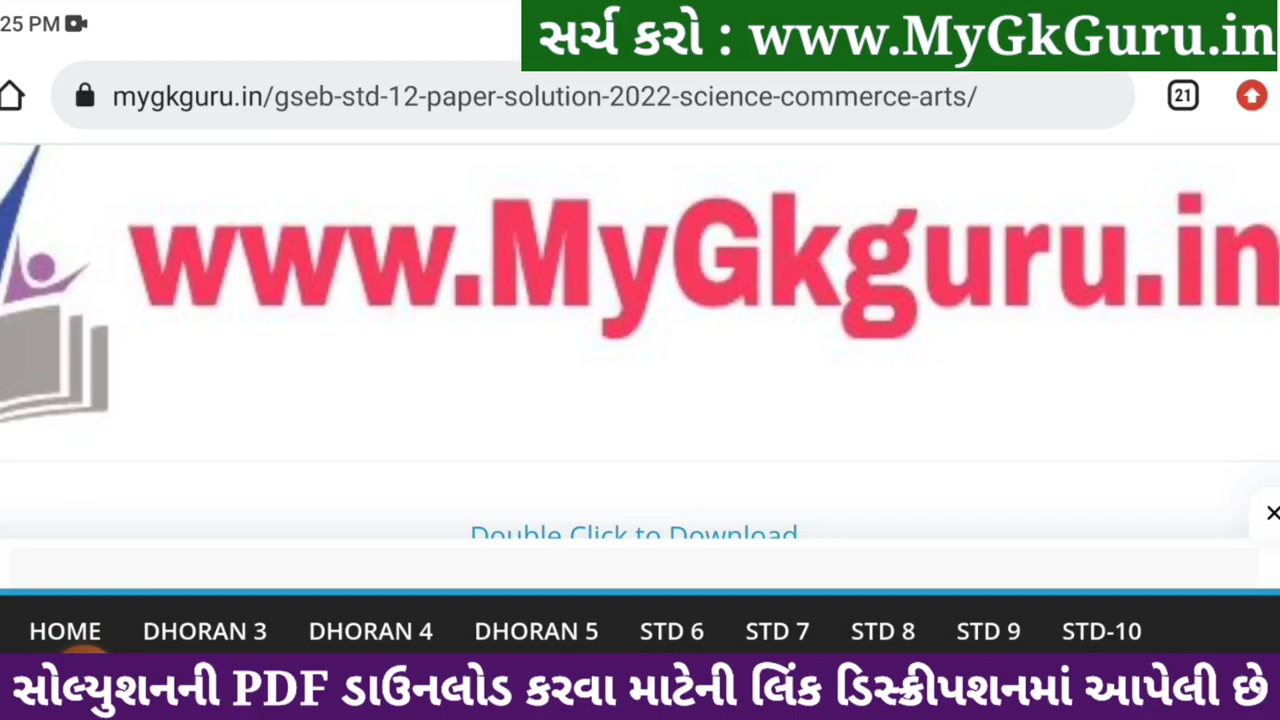 25 PM
સર્ચ કરો : www.MyGkGuru.in
mygkguru.in/gseb-std-12-paper-solution-2022-science-commerce-arts/
21
www.MyGkguru.in
Double Click to Download
HOME DHORAN 3 DHORAN 4 DHORAN 5 STD 6 STD 7 STD 8 STD 9 STD-10
સોલ્યુશનની PDF ડાઉનલોડ કરવા માટેની લિંક ડિસ્ક્રીપશનમાં આપેલી છે